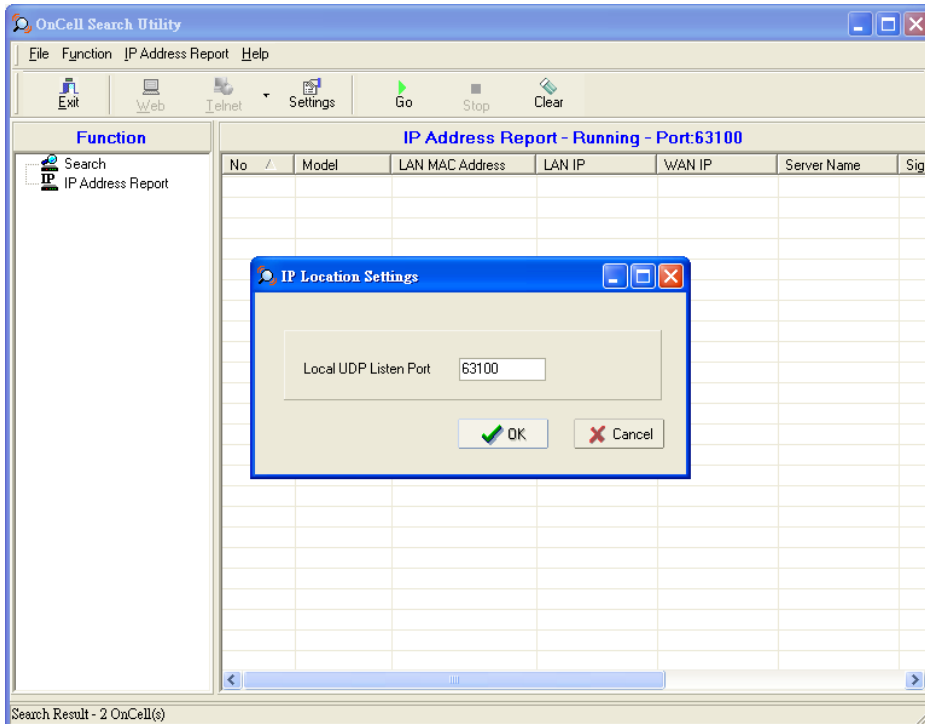 OnCell Search Utility
File Function IP Address Report Help
Exit Web Telnet Settings Go Stop Clear
Function
IP Address Report - Running - Port:63100
Search
IP Address Report
No Model LAN MAC Address LAN IP WAN IP Server Name Sig
IP Location Settings
Local UDP Listen Port 63100
OK Cancel
Search Result - 2 OnCell(s)